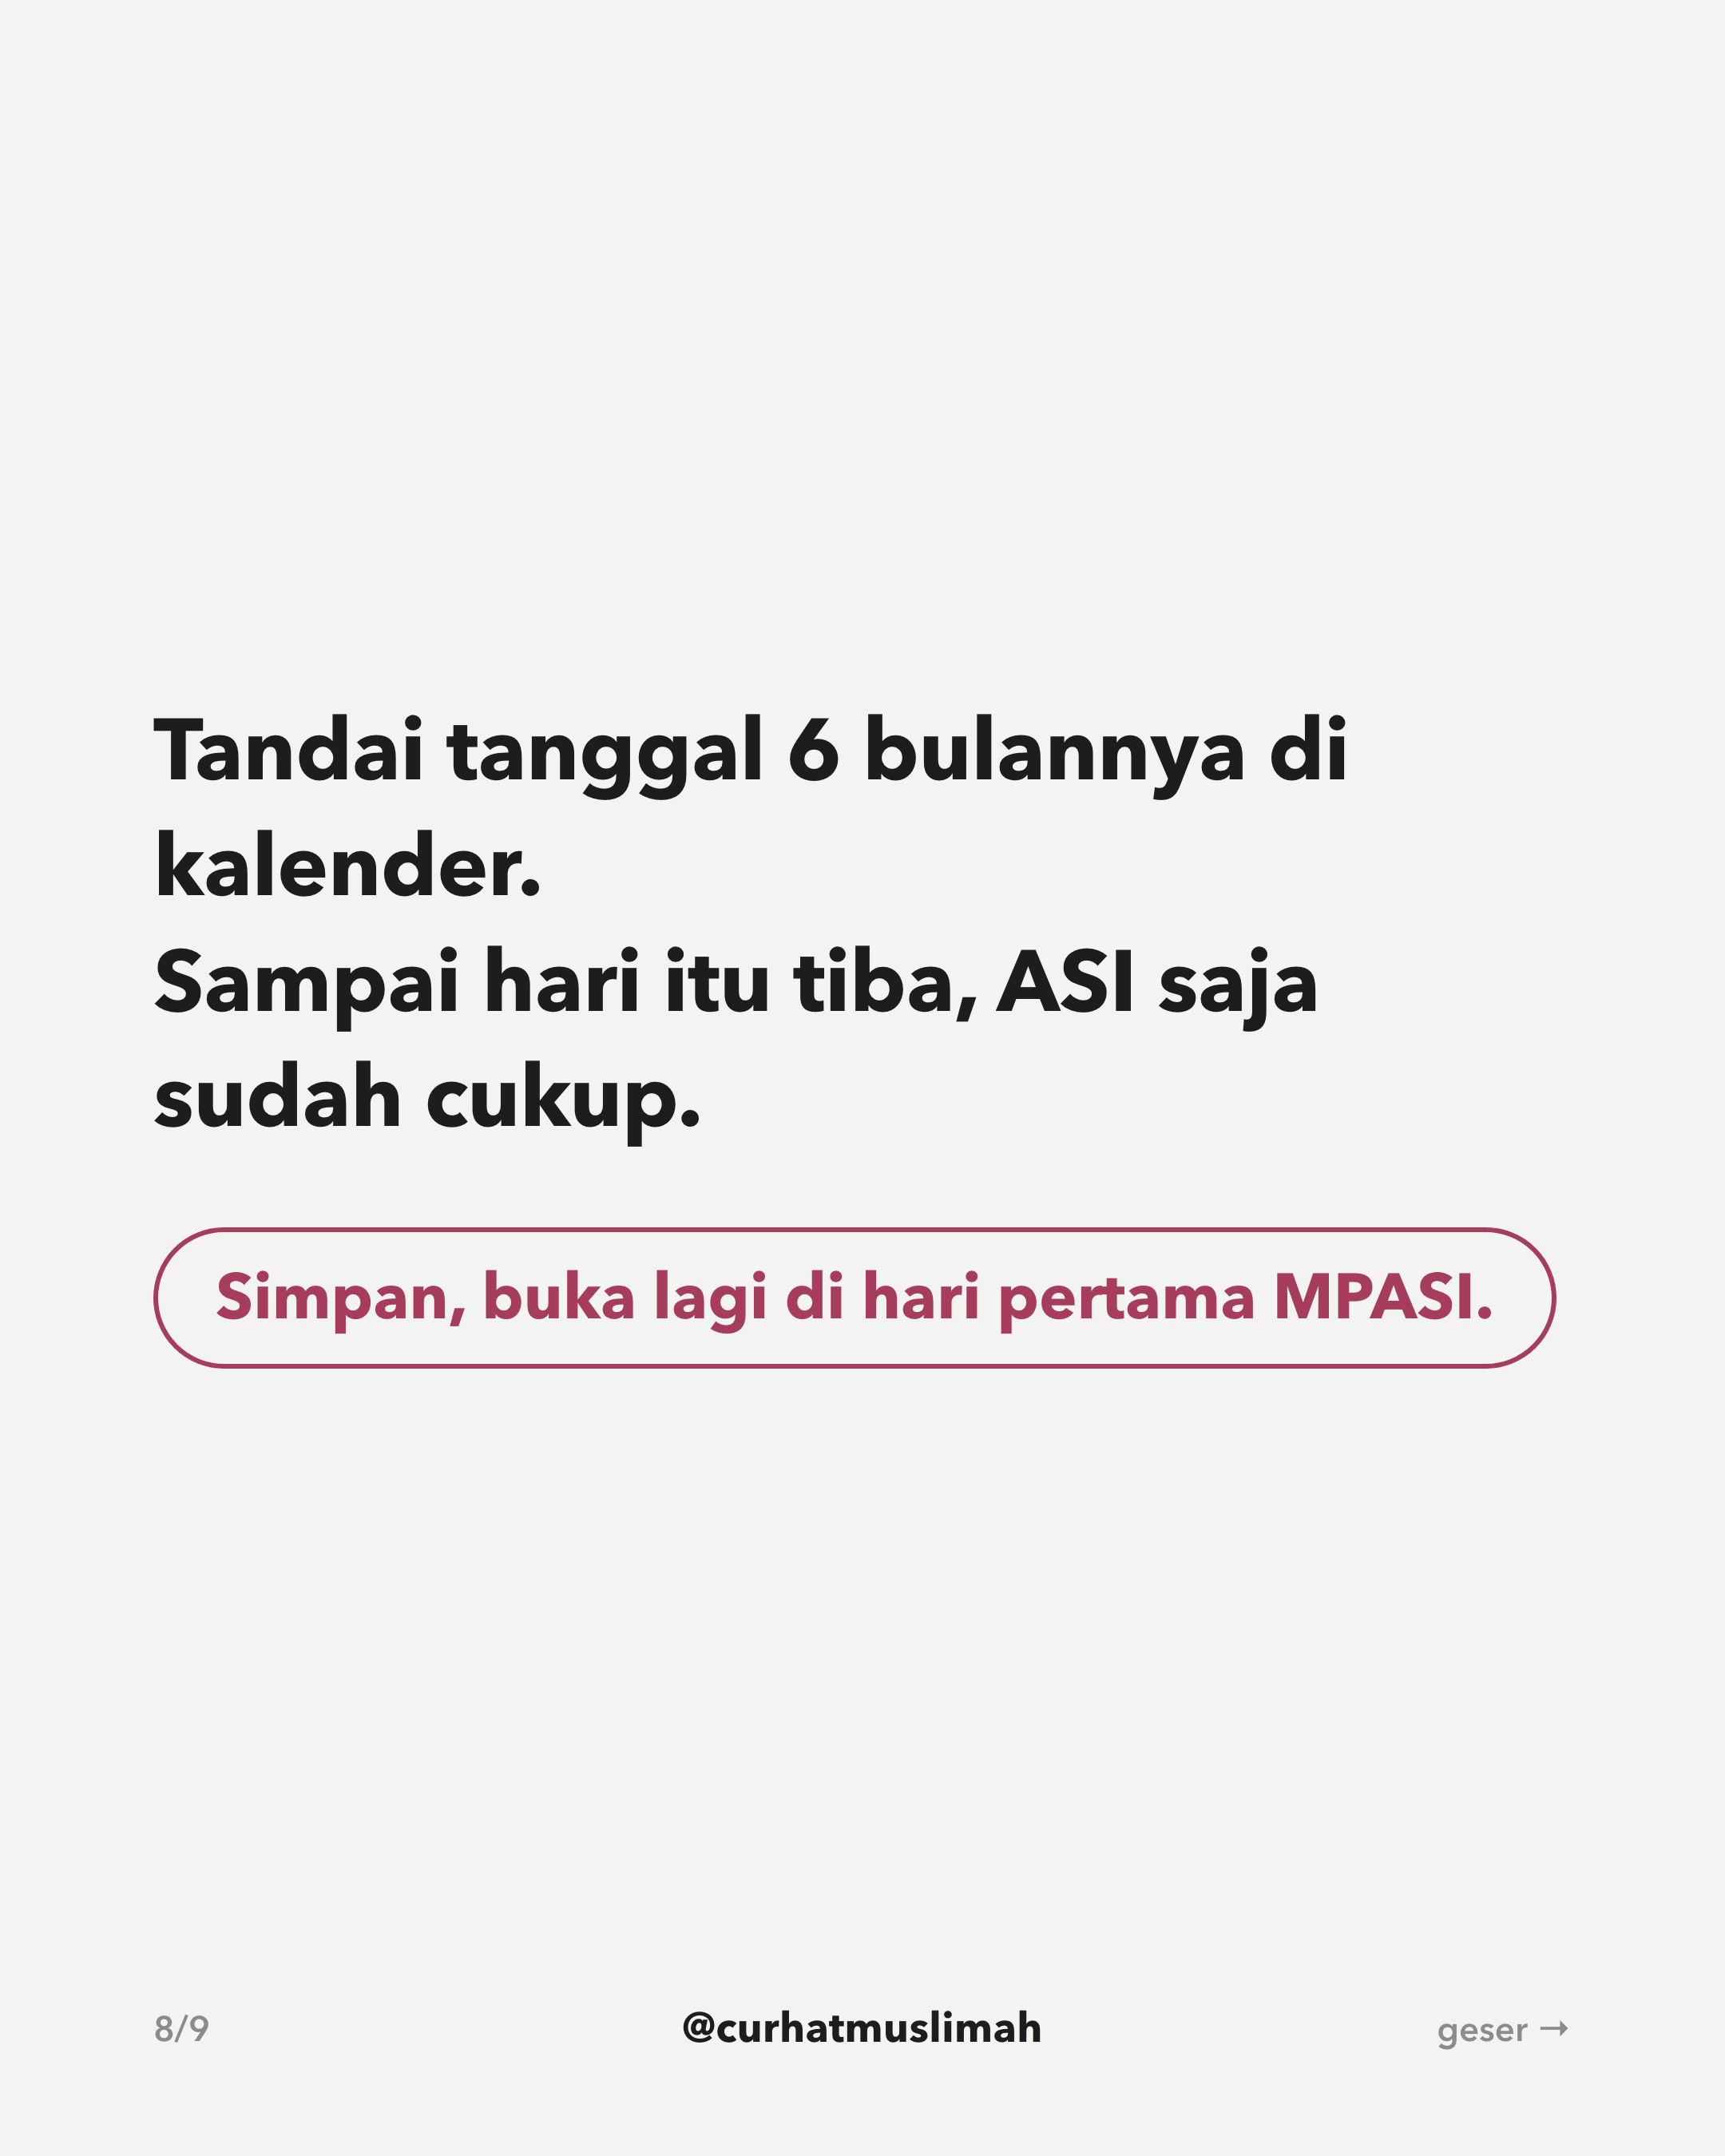 Tandai tanggal 6 bulannya di
kalender.
Sampai hari itu tiba, ASI saja
sudah cukup.
Simpan, buka lagi di hari pertama MPASI.
8/9
@curhatmuslimah
geser →